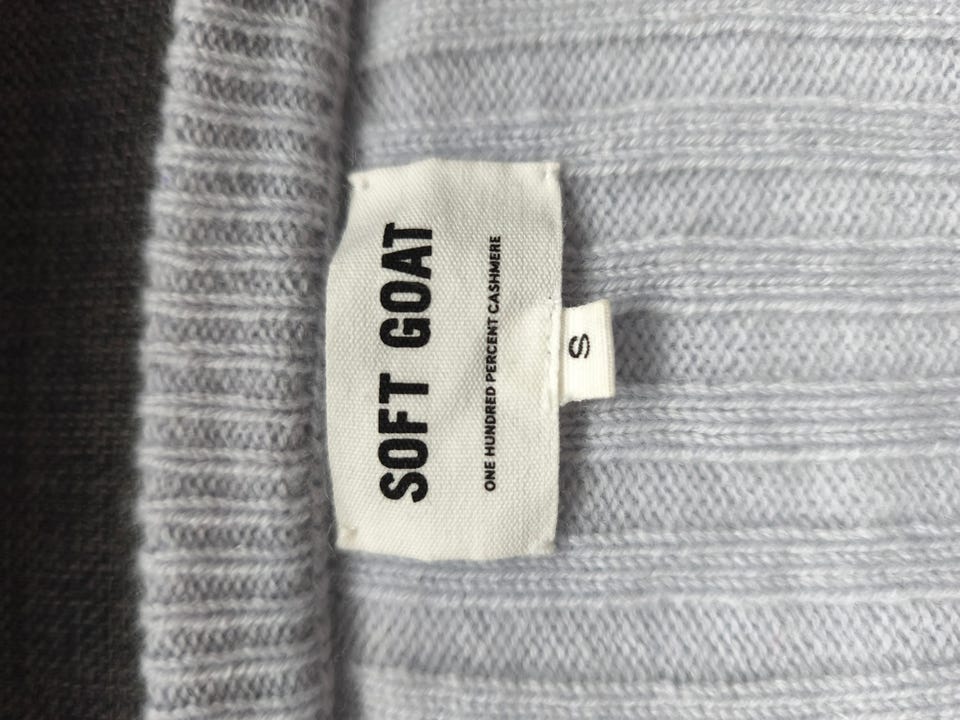 SOFT GOAT
ONE HUNDRED PERCENT CASHMERE
S